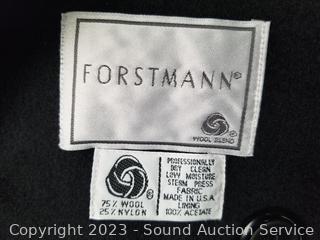 FORSTMANN®
WOOL BLEND
75% WOOL
25% NYLON
PROFESSIONALLY
DRY CLEAN
LOW MOISTURE
STEAM PRESS
FABRIC
MADE IN U.S.A.
LINING
100% ACETATE
Copyright 2023 - Sound Auction Service